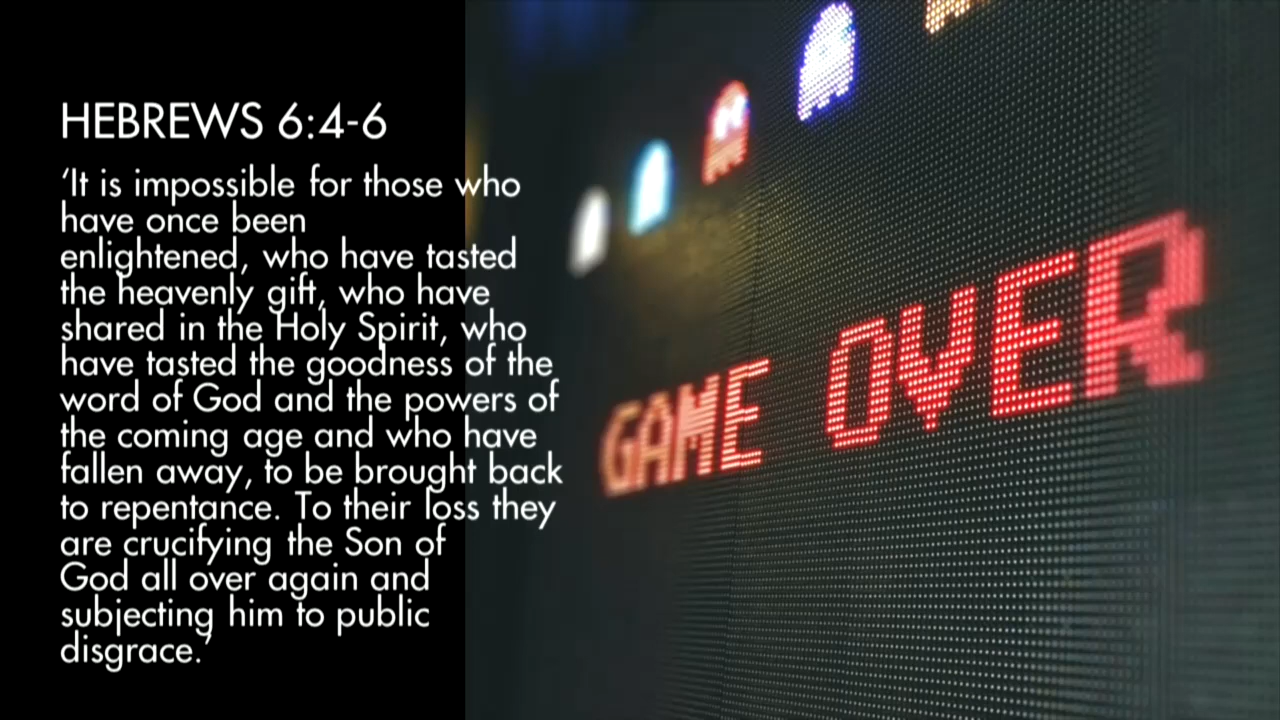 HEBREWS 6:4-6
‘It is impossible for those who
have once been
enlightened, who have tasted
the heavenly gift, who have
shared in the Holy Spirit, who
have tasted the goodness of the
word of God and the powers of
the coming age and who have
fallen away, to be brought back
to repentance. To their loss they
are crucifying the Son of
God all over again and
subjecting him to public
disgrace.’
GAME OVER